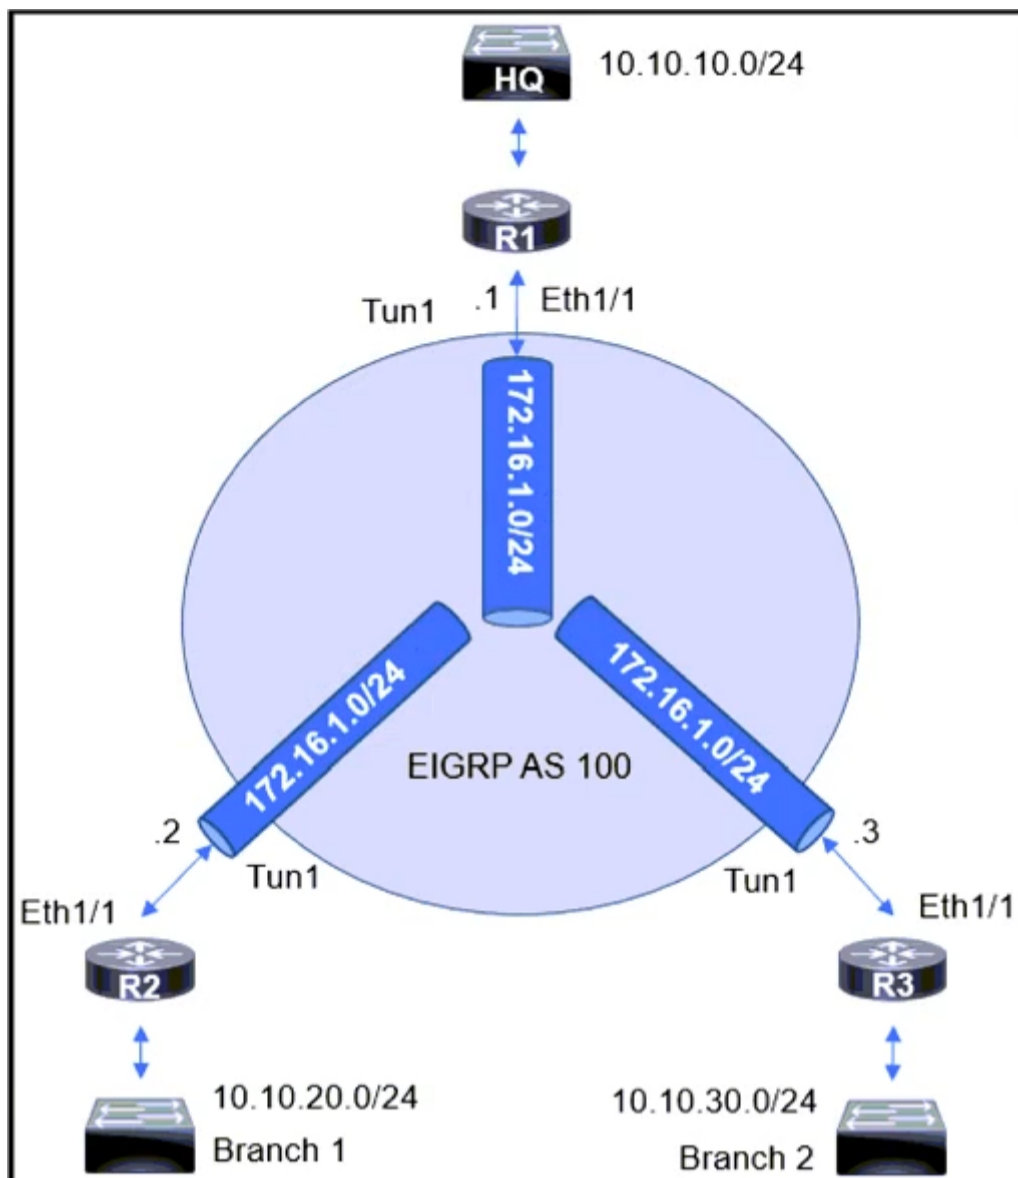 HQ
10.10.10.0/24
R1
Tun1
.1
Eth1/1
172.16.1.0/24
172.16.1.0/24
172.16.1.0/24
EIGRP AS 100
.2
Tun1
Tun1
.3
Eth1/1
Eth1/1
R2
R3
10.10.20.0/24
Branch 1
10.10.30.0/24
Branch 2